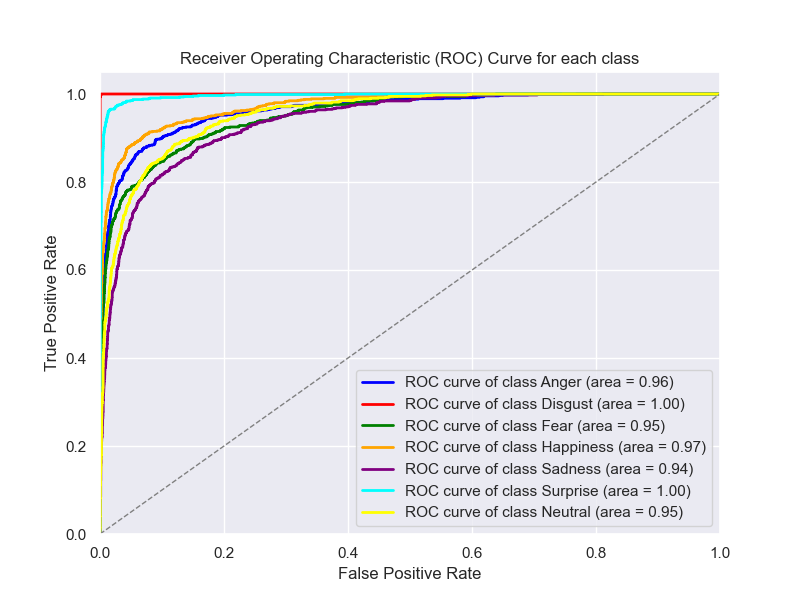 Receiver Operating Characteristic (ROC) Curve for each class
True Positive Rate
1.0
0.8
0.6
0.4
0.2
0.0
ROC curve of class Anger (area = 0.96)
ROC curve of class Disgust (area = 1.00)
ROC curve of class Fear (area = 0.95)
ROC curve of class Happiness (area = 0.97)
ROC curve of class Sadness (area = 0.94)
ROC curve of class Surprise (area = 1.00)
ROC curve of class Neutral (area = 0.95)
0.0 0.2 0.4 0.6 0.8 1.0
False Positive Rate